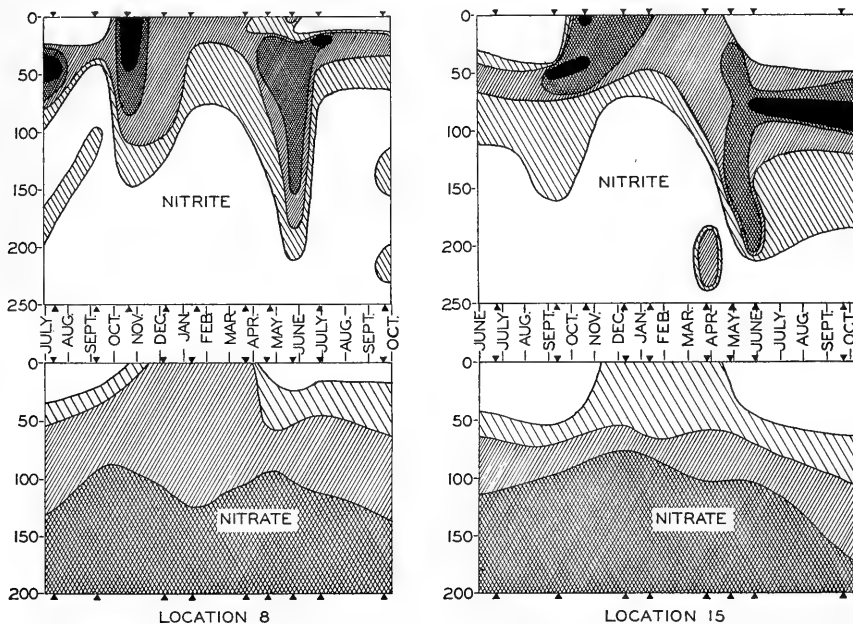 0
50
100
150
200
250
NITRITE
JULY
AUG.
SEPT.
OCT.
NOV.
DEC.
JAN.
FEB.
MAR.
APR.
MAY
JUNE
JULY
AUG.
SEPT.
OCT.
0
50
100
150
200
NITRATE
LOCATION 8
0
50
100
150
200
250
NITRITE
JUNE
JULY
AUG.
SEPT.
OCT.
NOV.
DEC.
JAN.
FEB.
MAR.
APR.
MAY
JUNE
JULY
AUG.
SEPT.
OCT.
0
50
100
150
200
NITRATE
LOCATION 15